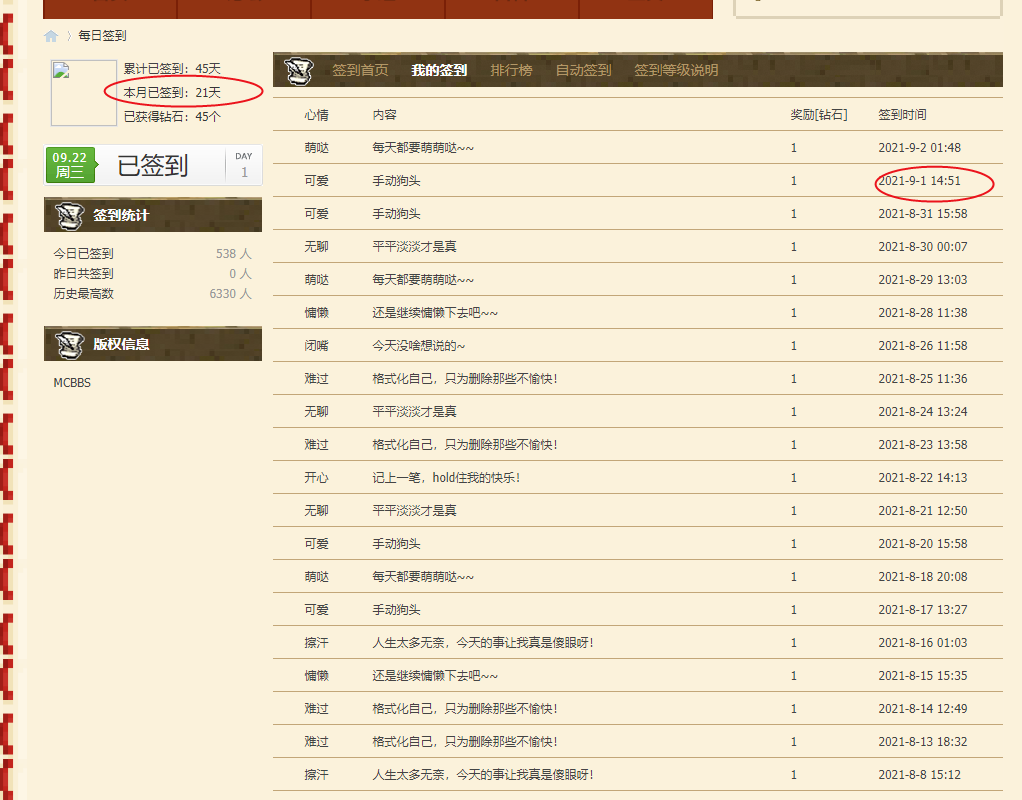 每日签到
累计已签到：45天
本月已签到：21天
已获得钻石：45个
09.22
周三
已签到
DAY
1
签到统计
今日已签到 538 人
昨日共签到 0 人
历史最高数 6330 人
版权信息
MCBBS
签到首页 我的签到 排行榜 自动签到 签到等级说明
心情 内容 奖励[钻石] 签到时间
萌哒 每天都要萌萌哒~~ 1 2021-9-2 01:48
可爱 手动狗头 1 2021-9-1 14:51
可爱 手动狗头 1 2021-8-31 15:58
无聊 平平淡淡才是真 1 2021-8-30 00:07
萌哒 每天都要萌萌哒~~ 1 2021-8-29 13:03
慵懒 还是继续慵懒下去吧~~ 1 2021-8-28 11:38
闭嘴 今天没啥想说的~ 1 2021-8-26 11:58
难过 格式化自己，只为删除那些不愉快！ 1 2021-8-25 11:36
无聊 平平淡淡才是真 1 2021-8-24 13:24
难过 格式化自己，只为删除那些不愉快！ 1 2021-8-23 13:58
开心 记上一笔，hold住我的快乐！ 1 2021-8-22 14:13
无聊 平平淡淡才是真 1 2021-8-21 12:50
可爱 手动狗头 1 2021-8-20 15:58
萌哒 每天都要萌萌哒~~ 1 2021-8-18 20:08
可爱 手动狗头 1 2021-8-17 13:27
擦汗 人生太多无奈，今天的事让我真是傻眼呀！ 1 2021-8-16 01:03
慵懒 还是继续慵懒下去吧~~ 1 2021-8-15 15:35
难过 格式化自己，只为删除那些不愉快！ 1 2021-8-14 12:49
难过 格式化自己，只为删除那些不愉快！ 1 2021-8-13 18:32
擦汗 人生太多无奈，今天的事让我真是傻眼呀！ 1 2021-8-8 15:12